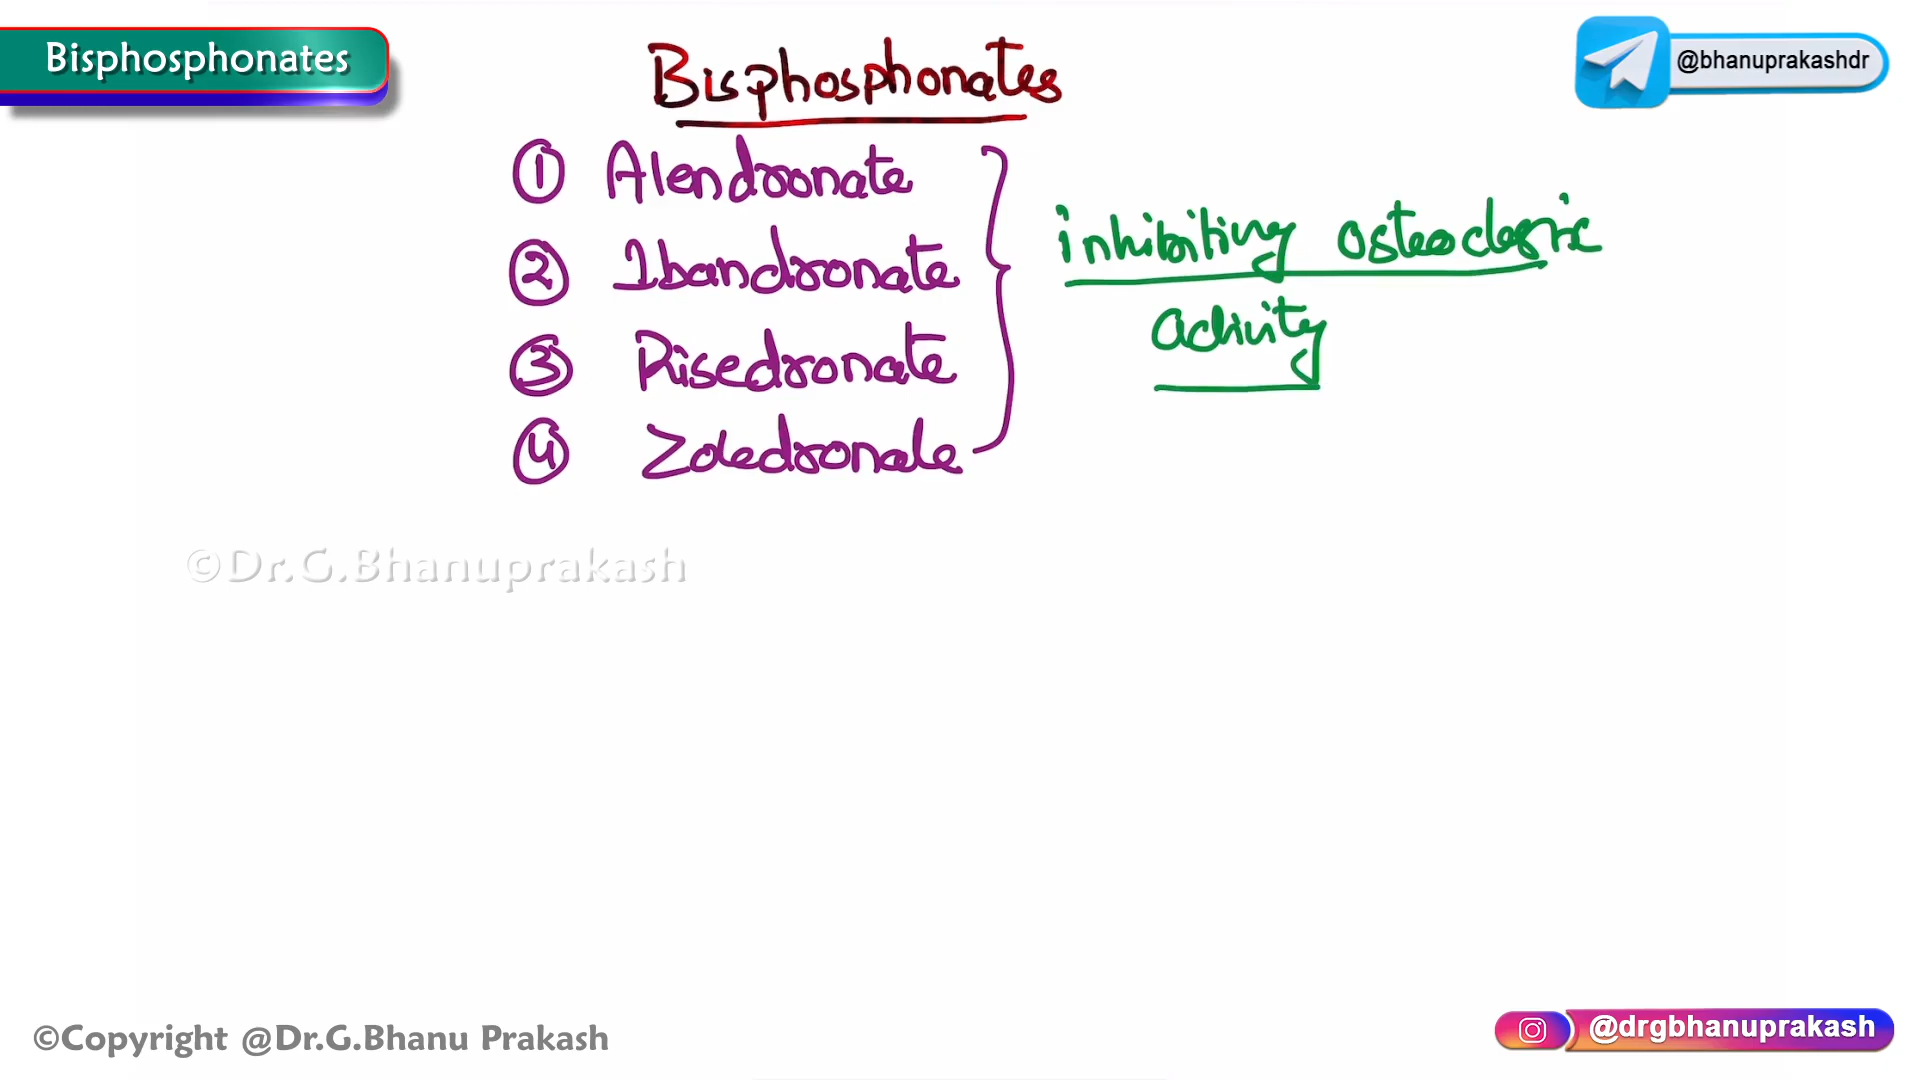 Bisphosphonates
Bisphosphonates
@bhanuprakashdr
① Alendronate
② Ibandronate
③ Risedronate
④ Zoledronate
inhibiting osteoclastic
activity
©Dr.G.Bhanuprakash
©Copyright @Dr.G.Bhanu Prakash
@drgbhanuprakash